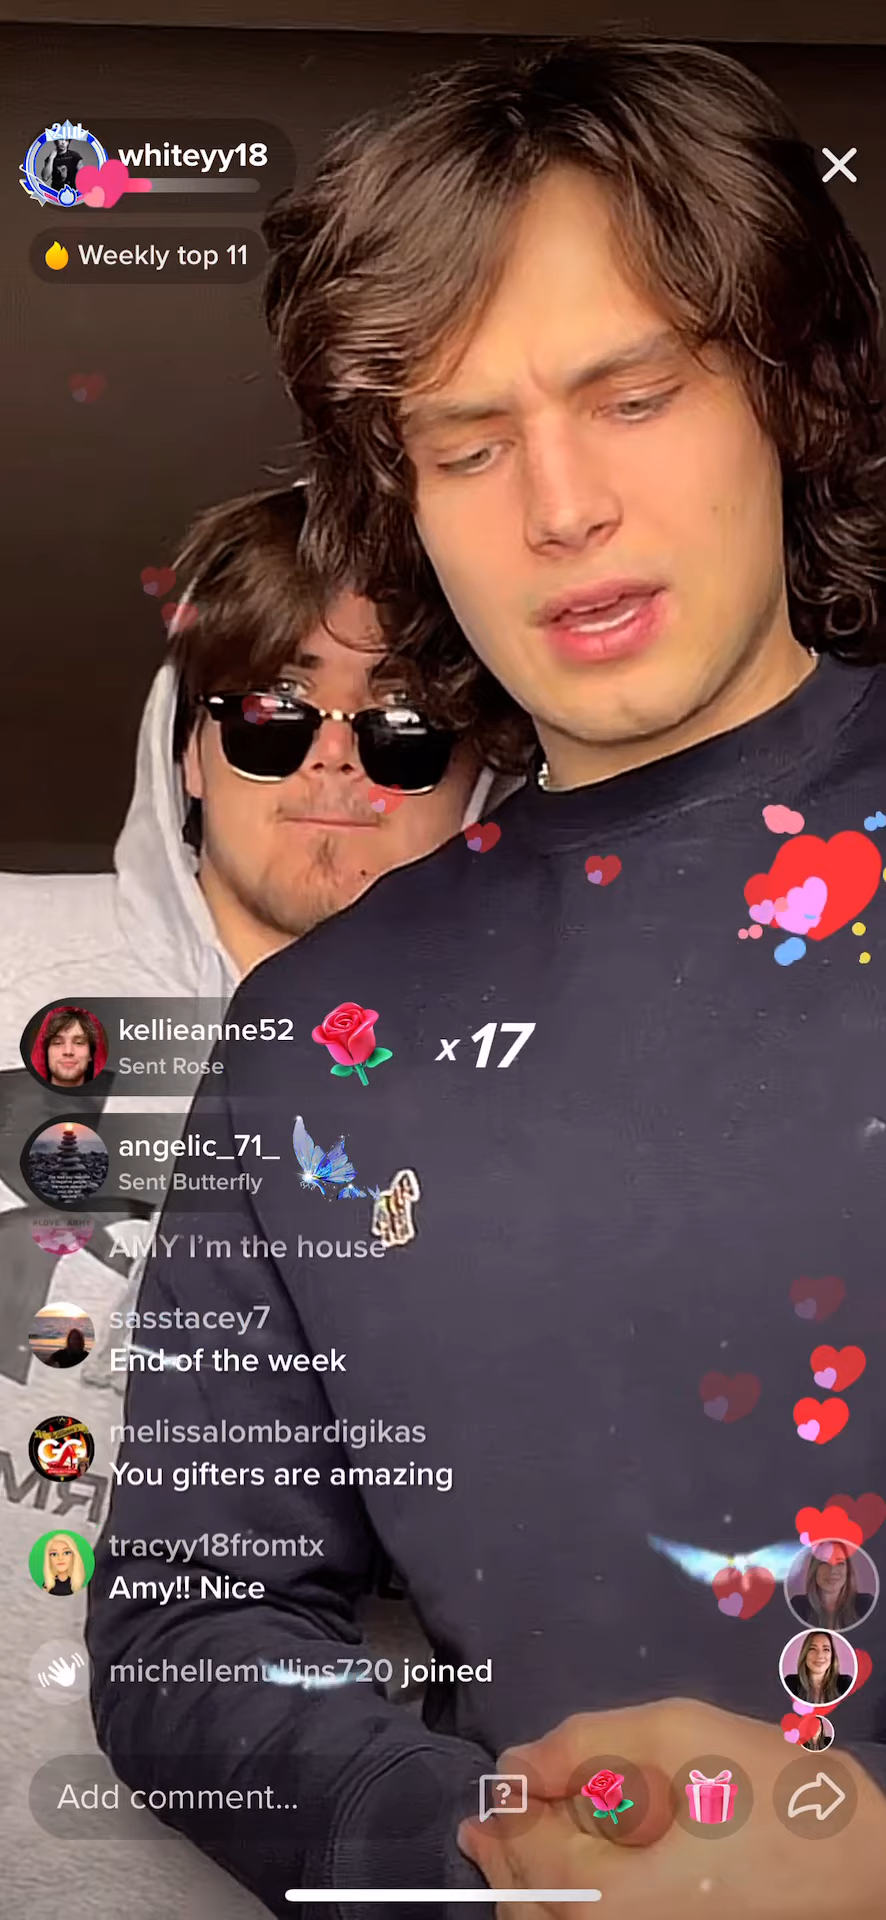 whiteyy18
Weekly top 11
kellieanne52
Sent Rose
x17
angelic_71_
Sent Butterfly
AMY I'm the house
sasstacey7
End of the week
melissalombardigikas
You gifters are amazing
tracyy18fromtx
Amy!! Nice
michellemullins720 joined
Add comment...